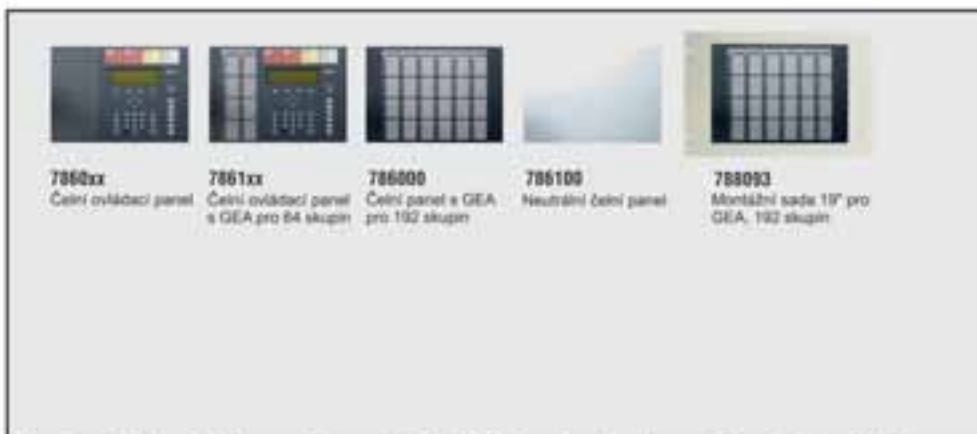 7860xx
Čelní ovládací panel
7861xx
Čelní ovládací panel
s GEA pro 64 skupin
786000
Čelní panel s GEA
pro 192 skupin
786100
Neutrální čelní panel
788093
Montážní sada 19" pro
GEA, 192 skupin